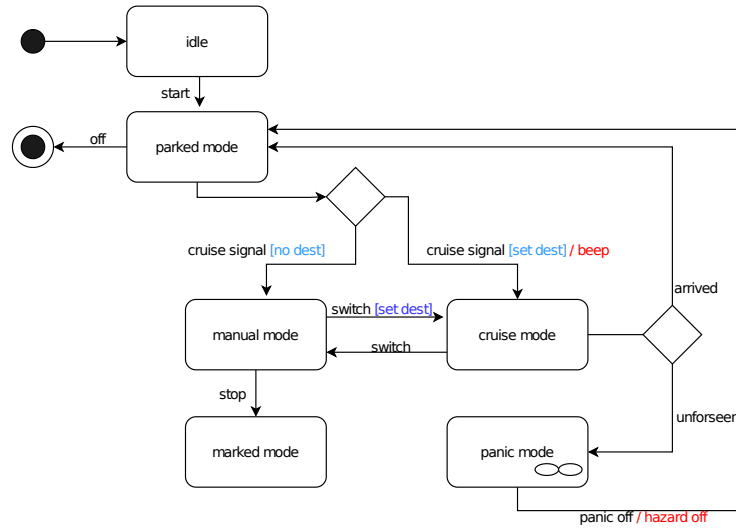 idle
start
off
parked mode
cruise signal [no dest]
cruise signal [set dest] / beep
arrived
switch [set dest]
manual mode
cruise mode
switch
stop
unforseen
marked mode
panic mode
panic off / hazard off